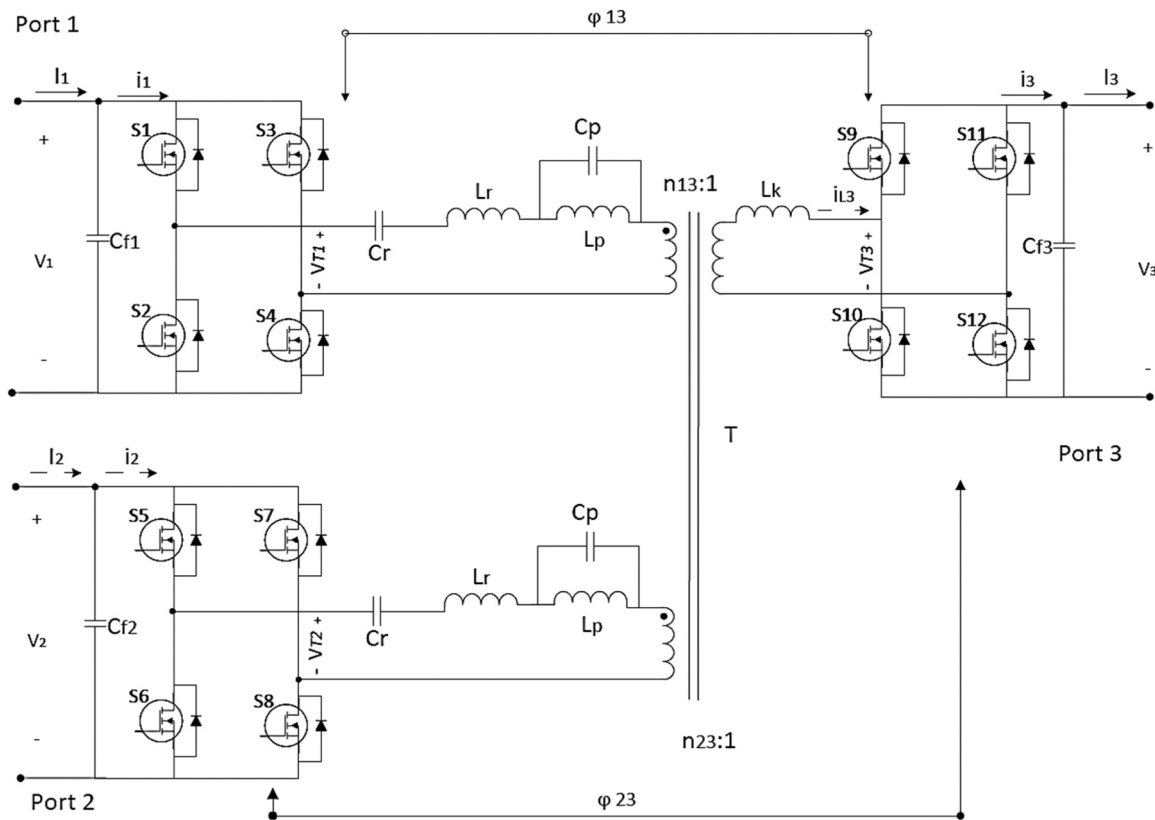 Port 1
φ 13
I1
i1
i3
I3
+
S1
S3
S9
S11
+
Cp
n13:1
Lr
Lk
iL3
Lp
Cr
V1
Cf1
- VT1 +
- VT3 +
Cf3
V3
S2
S4
S10
S12
-
-
T
Port 3
I2
i2
+
S5
S7
Cp
Lr
Lp
Cr
V2
Cf2
- VT2 +
S6
S8
-
n23:1
Port 2
φ 23